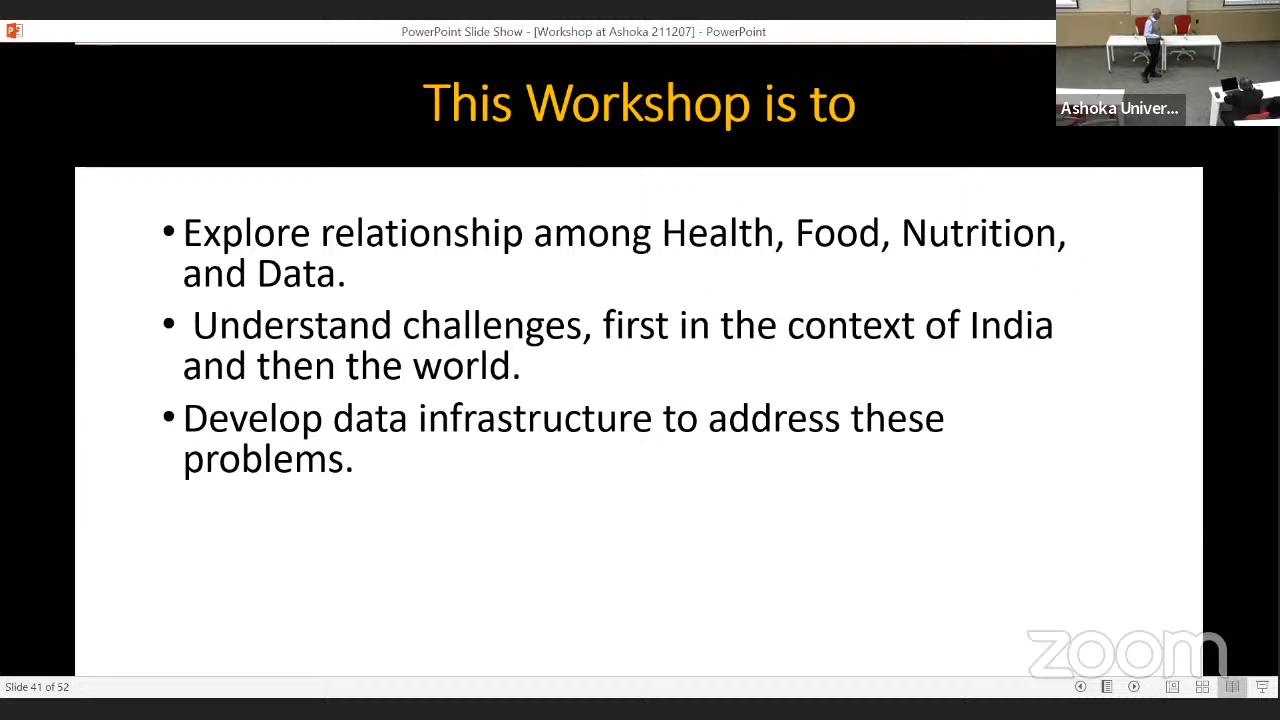 PowerPoint Slide Show - [Workshop at Ashoka 211207] - PowerPoint
Ashoka Univer...
This Workshop is to
•Explore relationship among Health, Food, Nutrition,
and Data.
• Understand challenges, first in the context of India
and then the world.
•Develop data infrastructure to address these
problems.
zoom
Slide 41 of 52